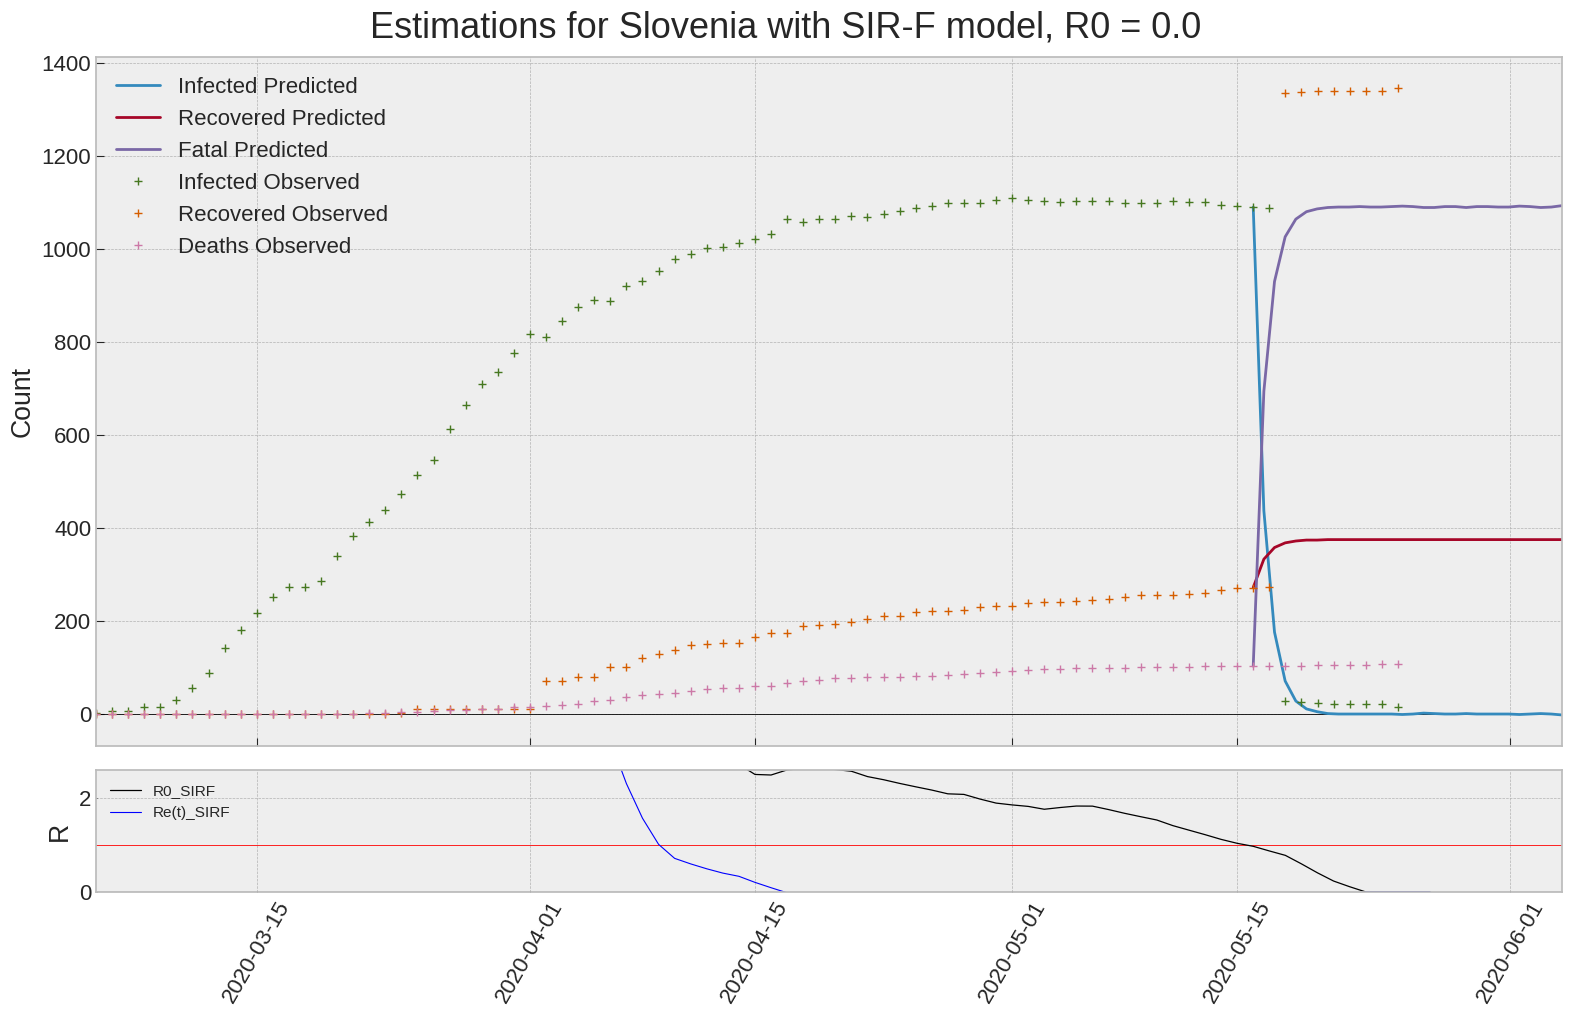 Estimations for Slovenia with SIR-F model, R0 = 0.0
1400
1200
1000
800
600
400
200
0
Count
Infected Predicted
Recovered Predicted
Fatal Predicted
Infected Observed
Recovered Observed
Deaths Observed
2
0
R
R0_SIRF
Re(t)_SIRF
2020-03-15
2020-04-01
2020-04-15
2020-05-01
2020-05-15
2020-06-01